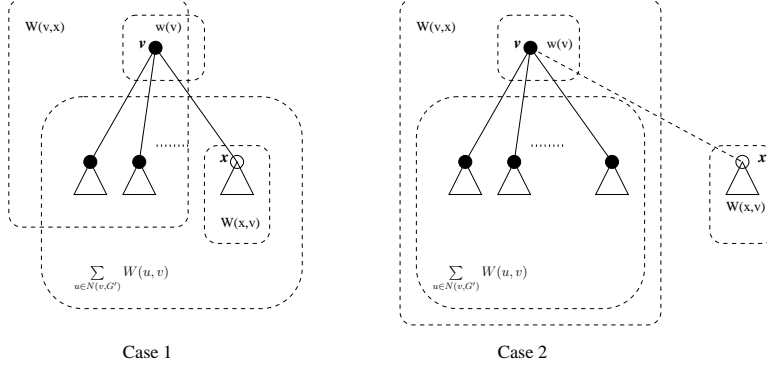 W(v,x)
w(v)
v
x
W(x,v)
∑ W(u, v)
u∈N(v,G′)
Case 1
W(v,x)
v
w(v)
x
W(x,v)
∑ W(u, v)
u∈N(v,G′)
Case 2